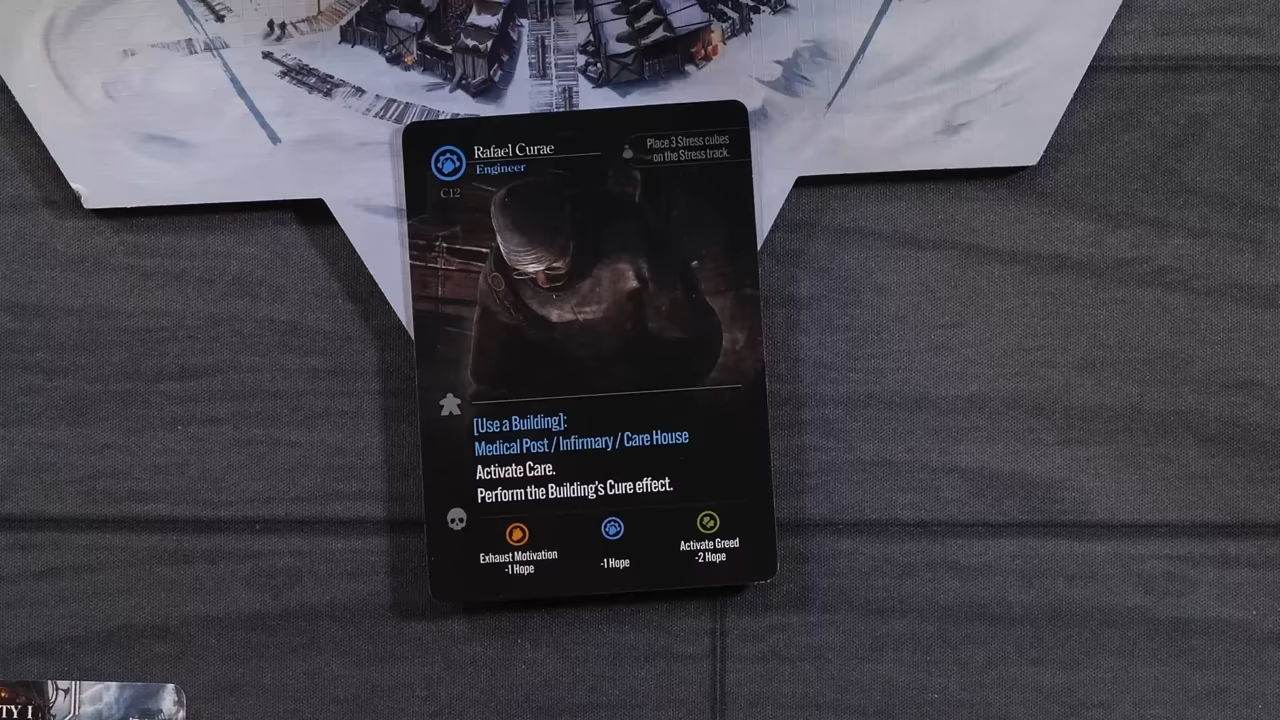 Rafael Curae
Engineer
C12
Place 3 Stress cubes
on the Stress track.
[Use a Building]:
Medical Post / Infirmary / Care House
Activate Care.
Perform the Building's Cure effect.
Exhaust Motivation
-1 Hope
-1 Hope
Activate Greed
-2 Hope
TY I